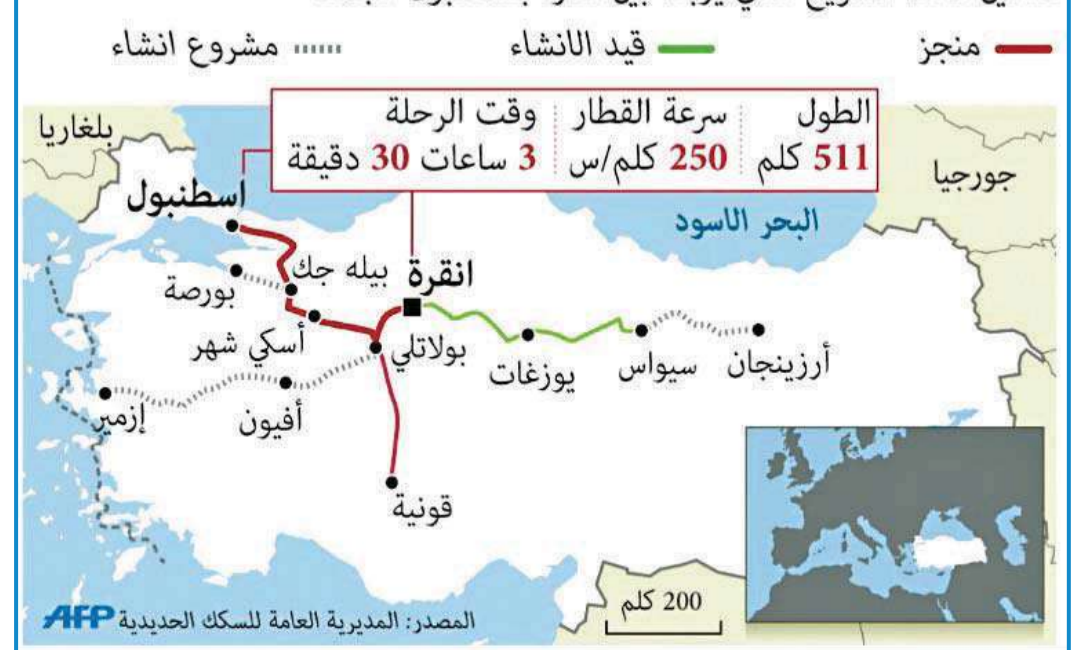 منجز
قيد الانشاء
مشروع انشاء
الطول
511 كلم
سرعة القطار
250 كلم/س
وقت الرحلة
3 ساعات 30 دقيقة
بلغاريا
جورجيا
البحر الاسود
اسطنبول
انقرة
بيله جك
بورصة
أسكي شهر
بولاتلي
يوزغات
سيواس
أرزينجان
إزمير
أفيون
قونية
200 كلم
المصدر: المديرية العامة للسكك الحديدية
AFP